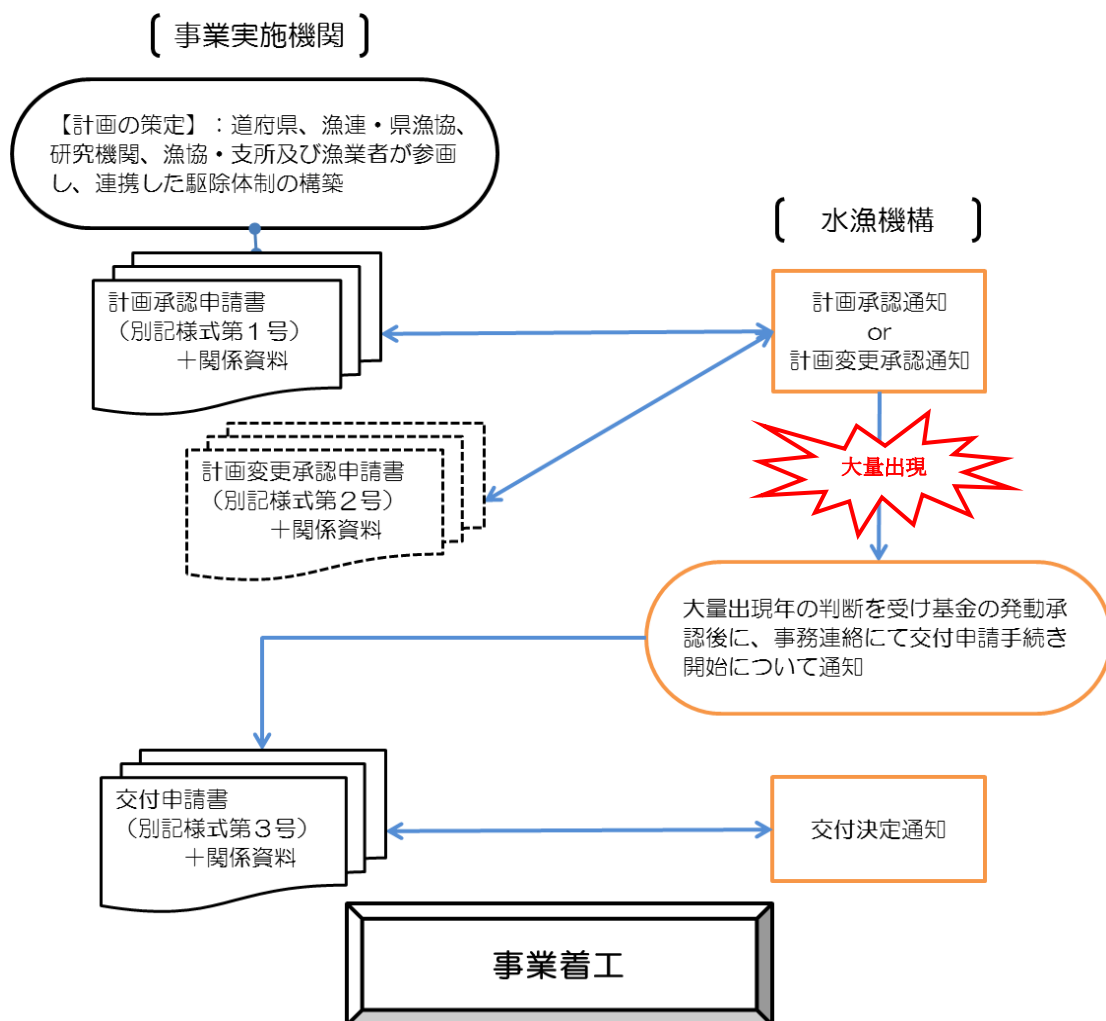 〔 事業実施機関 〕
【計画の策定】：道府県、漁連・県漁協、
研究機関、漁協・支所及び漁業者が参画
し、連携した駆除体制の構築
〔 水漁機構 〕
計画承認申請書
（別記様式第１号）
＋関係資料
計画承認通知
or
計画変更承認通知
大量出現
計画変更承認申請書
（別記様式第２号）
＋関係資料
大量出現年の判断を受け基金の発動承
認後に、事務連絡にて交付申請手続き
開始について通知
交付申請書
（別記様式第３号）
＋関係資料
交付決定通知
事業着工